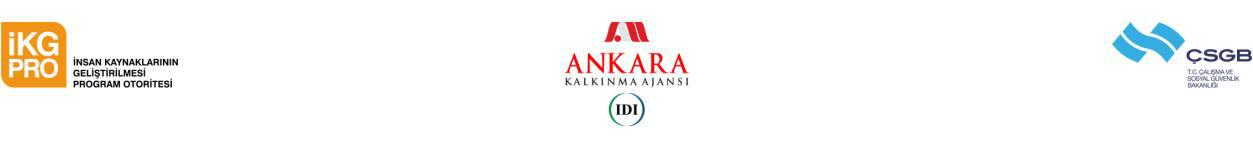 iKG
PRO
İNSAN KAYNAKLARININ
GELİŞTİRİLMESİ
PROGRAM OTORİTESİ
ANKARA
KALKINMA AJANSI
IDI
ÇSGB
T.C. ÇALIŞMA VE
SOSYAL GÜVENLİK
BAKANLIĞI